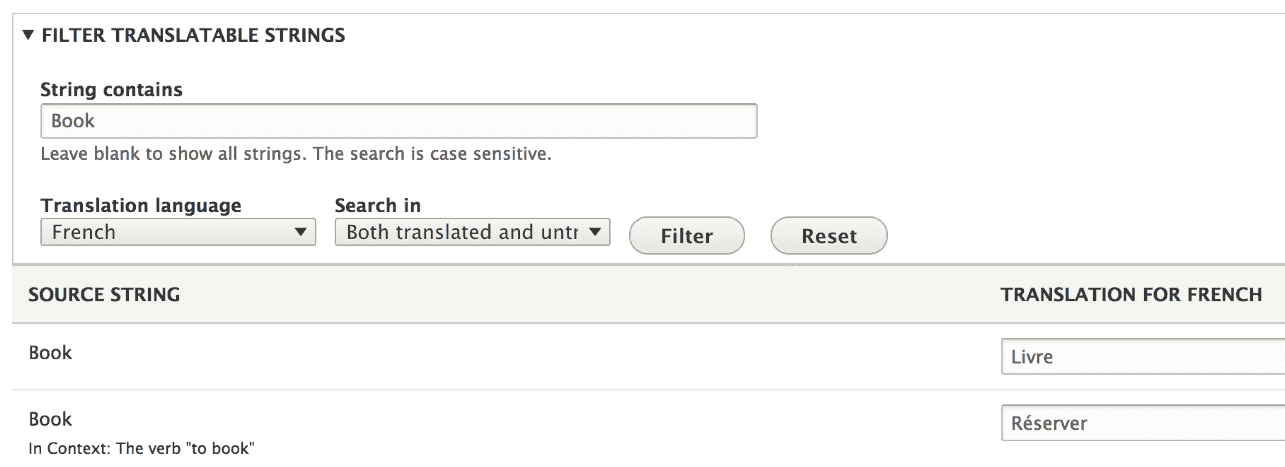 ▼ FILTER TRANSLATABLE STRINGS
String contains
Book
Leave blank to show all strings. The search is case sensitive.
Translation language Search in
French ▼ Both translated and untr ▼ Filter Reset
SOURCE STRING TRANSLATION FOR FRENCH
Book Livre
Book Réserver
In Context: The verb "to book"